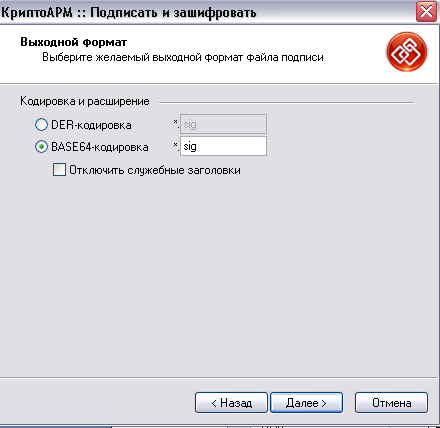 КриптоАРМ :: Подписать и зашифровать
Выходной формат
Выберите желаемый выходной формат файла подписи
Кодировка и расширение
DER-кодировка *. sig
BASE64-кодировка *. sig
Отключить служебные заголовки
< Назад Далее > Отмена